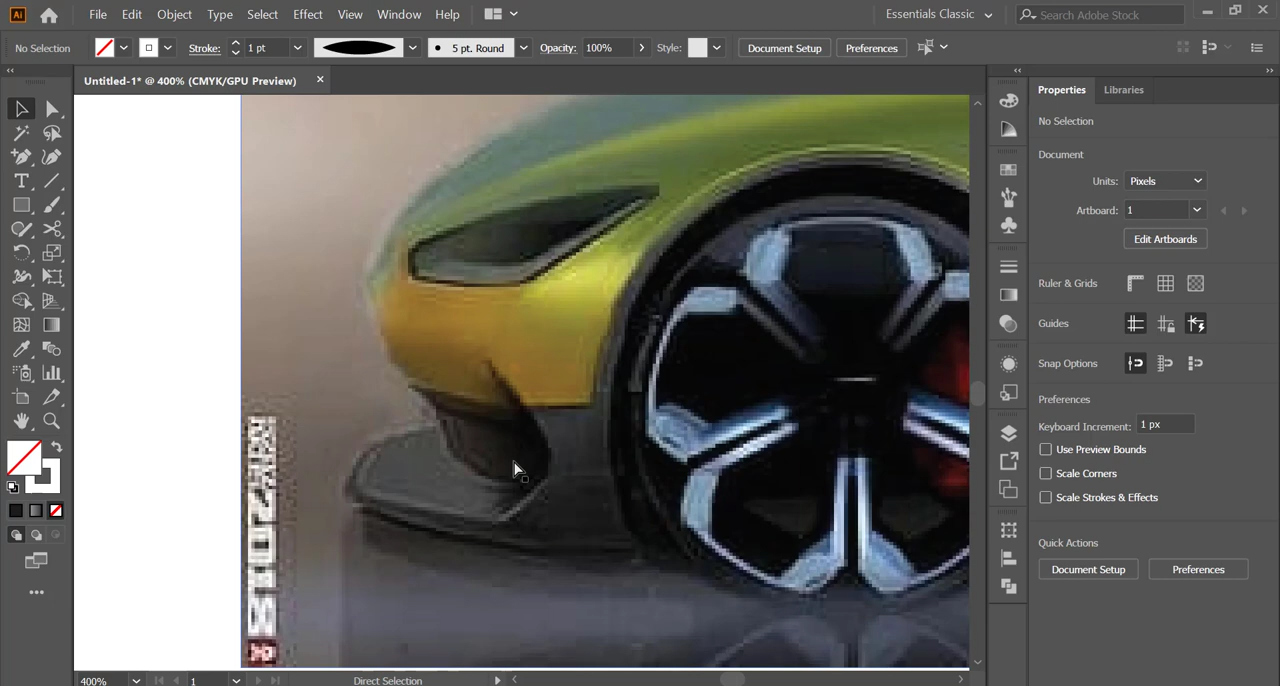 Ai File Edit Object Type Select Effect View Window Help Essentials Classic Search Adobe Stock
No Selection Stroke: 1 pt 5 pt. Round Opacity: 100% Style: Document Setup Preferences
Untitled-1* @ 400% (CMYK/GPU Preview)
Properties Libraries
No Selection
Document
Units: Pixels
Artboard: 1
Edit Artboards
Ruler & Grids
Guides
Snap Options
Preferences
Keyboard Increment: 1 px
Use Preview Bounds
Scale Corners
Scale Strokes & Effects
Quick Actions
Document Setup Preferences
400% 1 Direct Selection